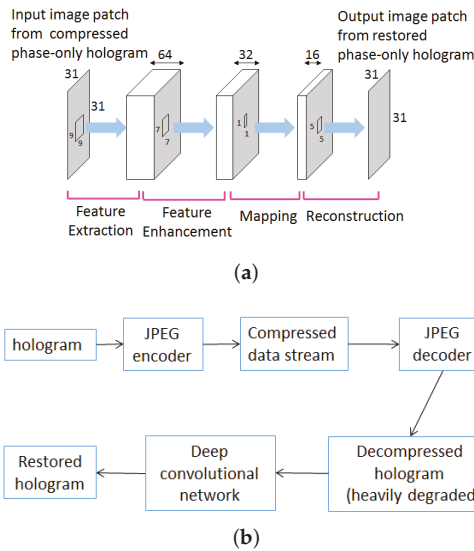 Input image patch
from compressed
phase-only hologram
Output image patch
from restored
phase-only hologram
31
31
9
9
64
7
7
32
1
1
16
5
5
31
31
Feature
Extraction
Feature
Enhancement
Mapping
Reconstruction
(a)
hologram
JPEG
encoder
Compressed
data stream
JPEG
decoder
Restored
hologram
Deep
convolutional
network
Decompressed
hologram
(heavily degraded
(b)